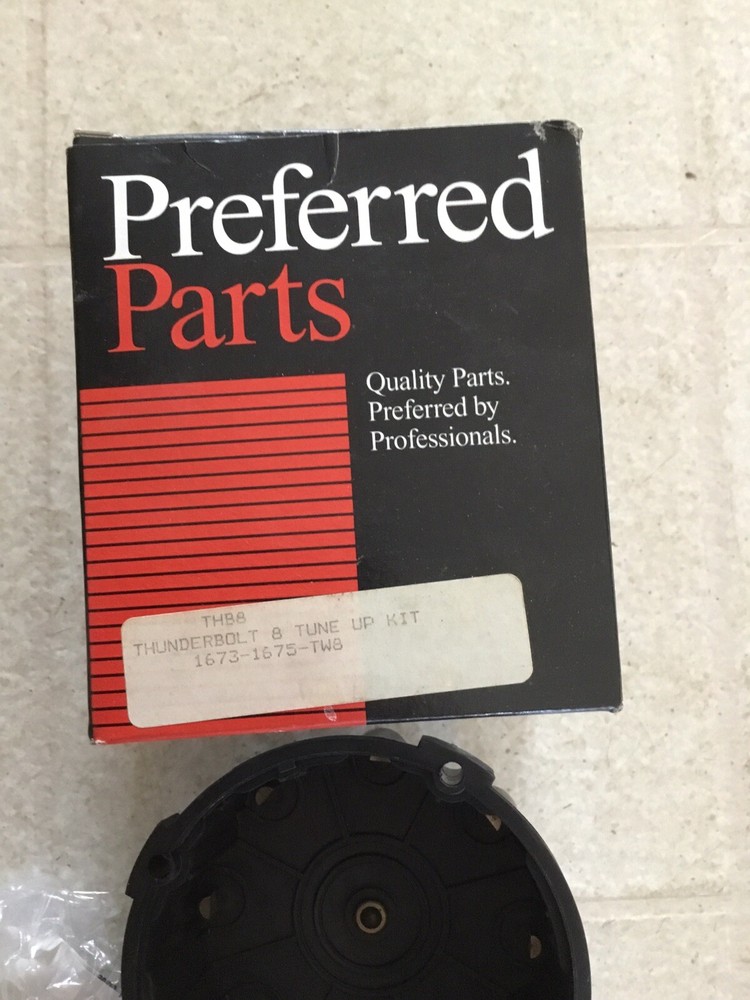 Preferred
Parts
Quality Parts.
Preferred by
Professionals.
THB8
THUNDERBOLT 8 TUNE UP KIT
1673-1675-TW8